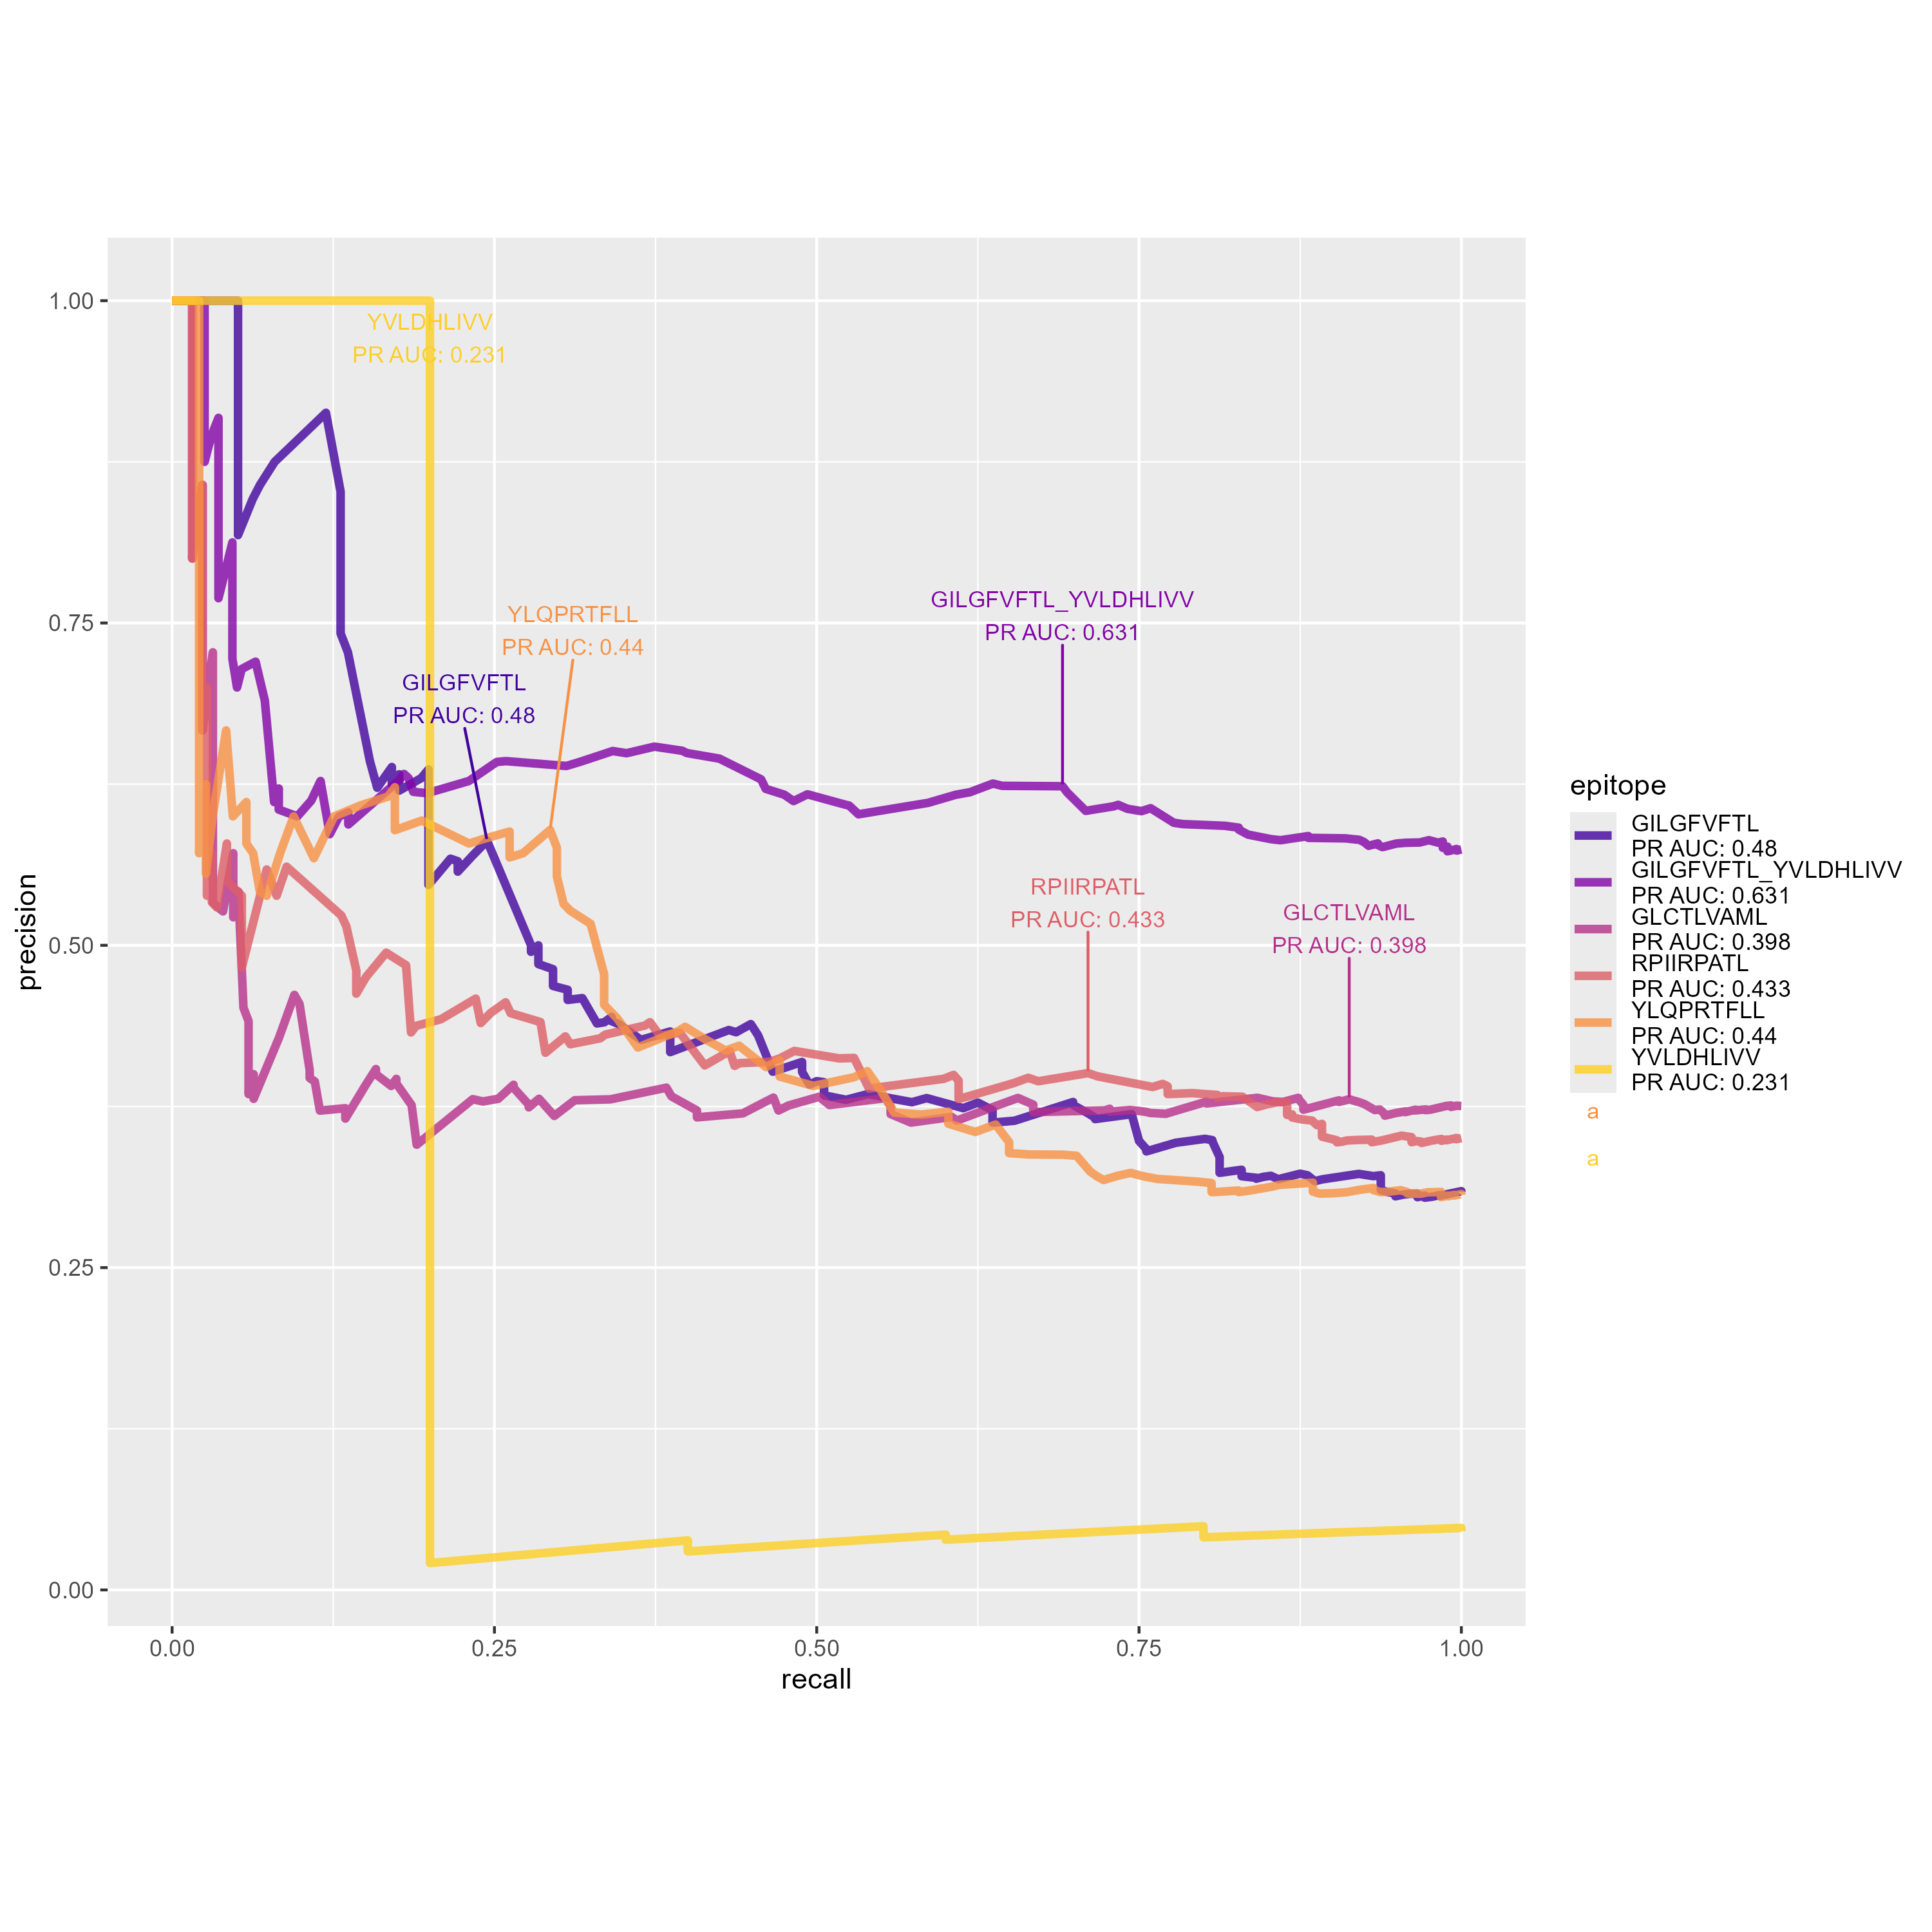 1.00
0.75
0.50
0.25
0.00
precision
YVLDHLIVV
PR AUC: 0.231
YLQPRTFLL
PR AUC: 0.44
GILGFVFTL
PR AUC: 0.48
GILGFVFTL_YVLDHLIVV
PR AUC: 0.631
RPIIRPATL
PR AUC: 0.433
GLCTLVAML
PR AUC: 0.398
0.00 0.25 0.50 0.75 1.00
recall
epitope
GILGFVFTL
PR AUC: 0.48
GILGFVFTL_YVLDHLIVV
PR AUC: 0.631
GLCTLVAML
PR AUC: 0.398
RPIIRPATL
PR AUC: 0.433
YLQPRTFLL
PR AUC: 0.44
YVLDHLIVV
PR AUC: 0.231
a
a